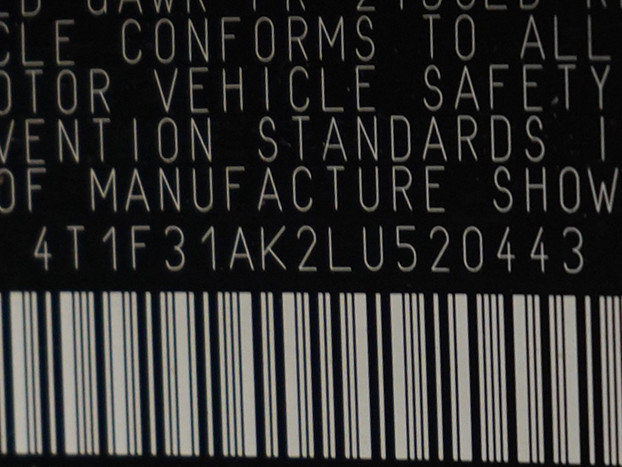 CLE CONFORMS TO ALL
OTOR VEHICLE SAFETY
VENTION STANDARDS I
OF MANUFACTURE SHOW
4T1F31AK2LU520443